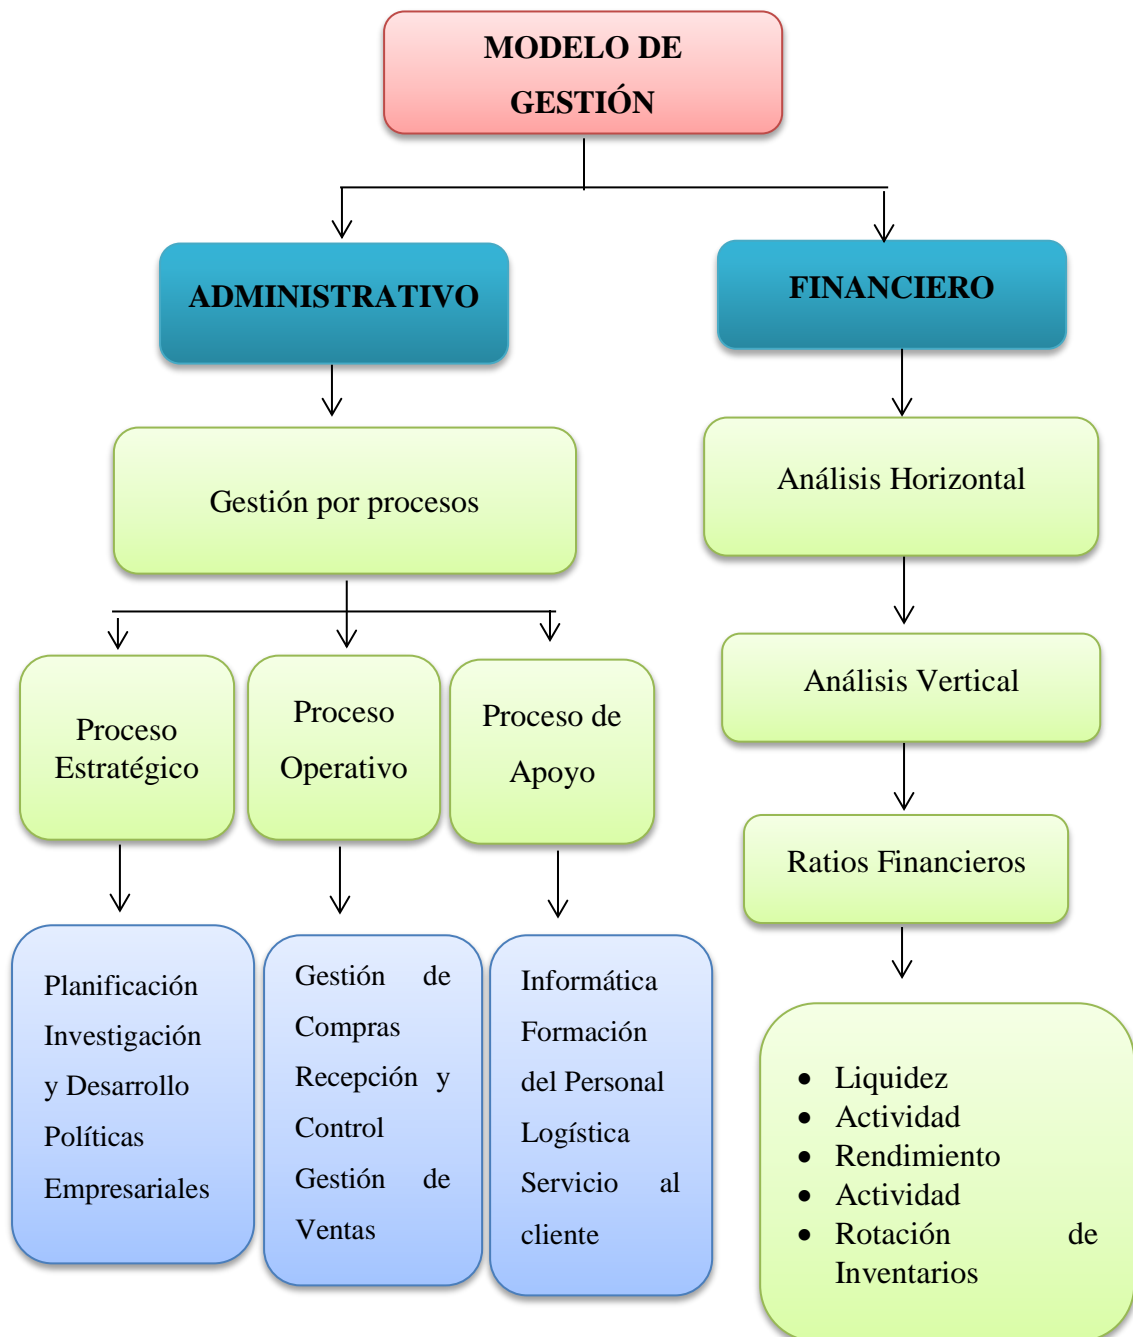 MODELO DE
GESTIÓN
ADMINISTRATIVO
FINANCIERO
Gestión por procesos
Análisis Horizontal
Análisis Vertical
Ratios Financieros
Proceso
Estratégico
Proceso
Operativo
Proceso de
Apoyo
Planificación
Investigación
y Desarrollo
Políticas
Empresariales
Gestión de
Compras
Recepción y
Control
Gestión de
Ventas
Informática
Formación
del Personal
Logística
Servicio al
cliente
• Liquidez
• Actividad
• Rendimiento
• Actividad
• Rotación de
Inventarios